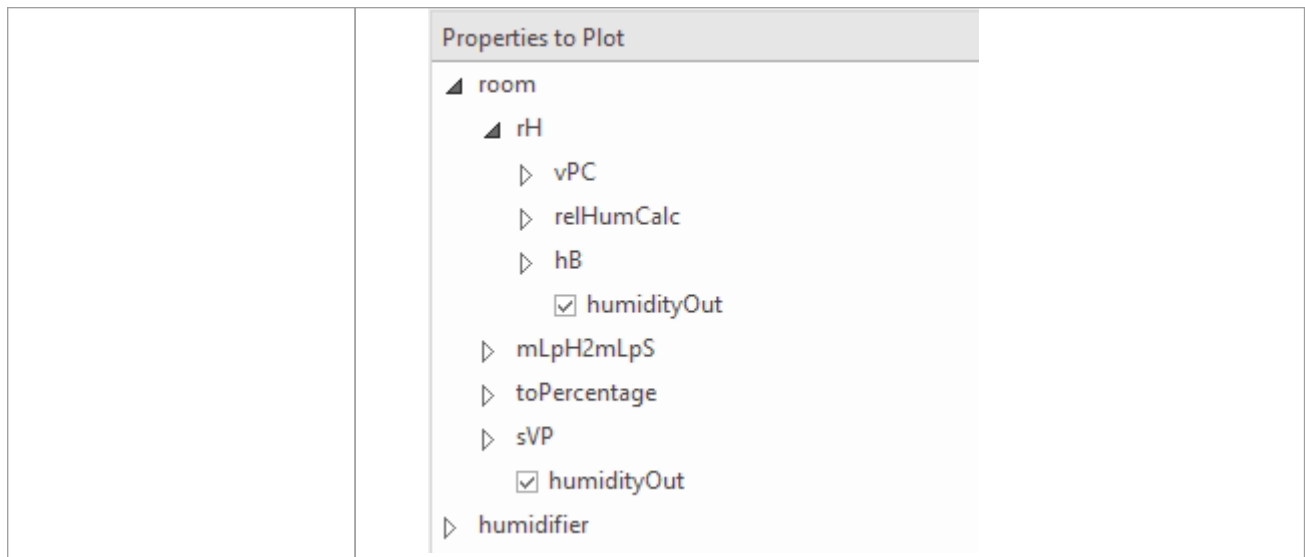 Properties to Plot
room
rH
vPC
relHumCalc
hB
humidityOut
mLpH2mLpS
toPercentage
sVP
humidityOut
humidifier